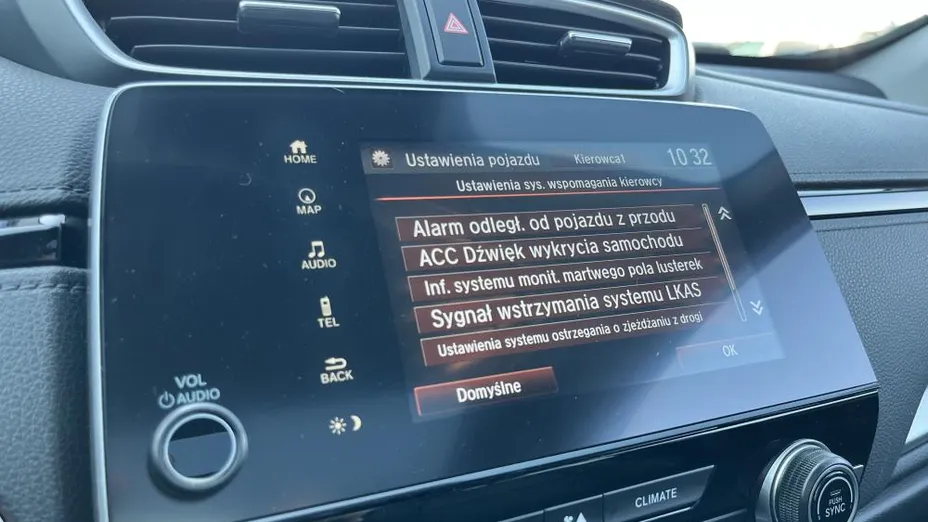 HOME
MAP
AUDIO
TEL
BACK
VOL
AUDIO
Ustawienia pojazdu Kierowca1 10:32
Ustawienia sys. wspomagania kierowcy
Alarm odległ. od pojazdu z przodu
ACC Dźwięk wykrycia samochodu
Inf. systemu monit. martwego pola lusterek
Sygnał wstrzymania systemu LKAS
Ustawienia systemu ostrzegania o zjeżdżaniu z drogi
OK
Domyślne
CLIMATE
PUSH
SYNC